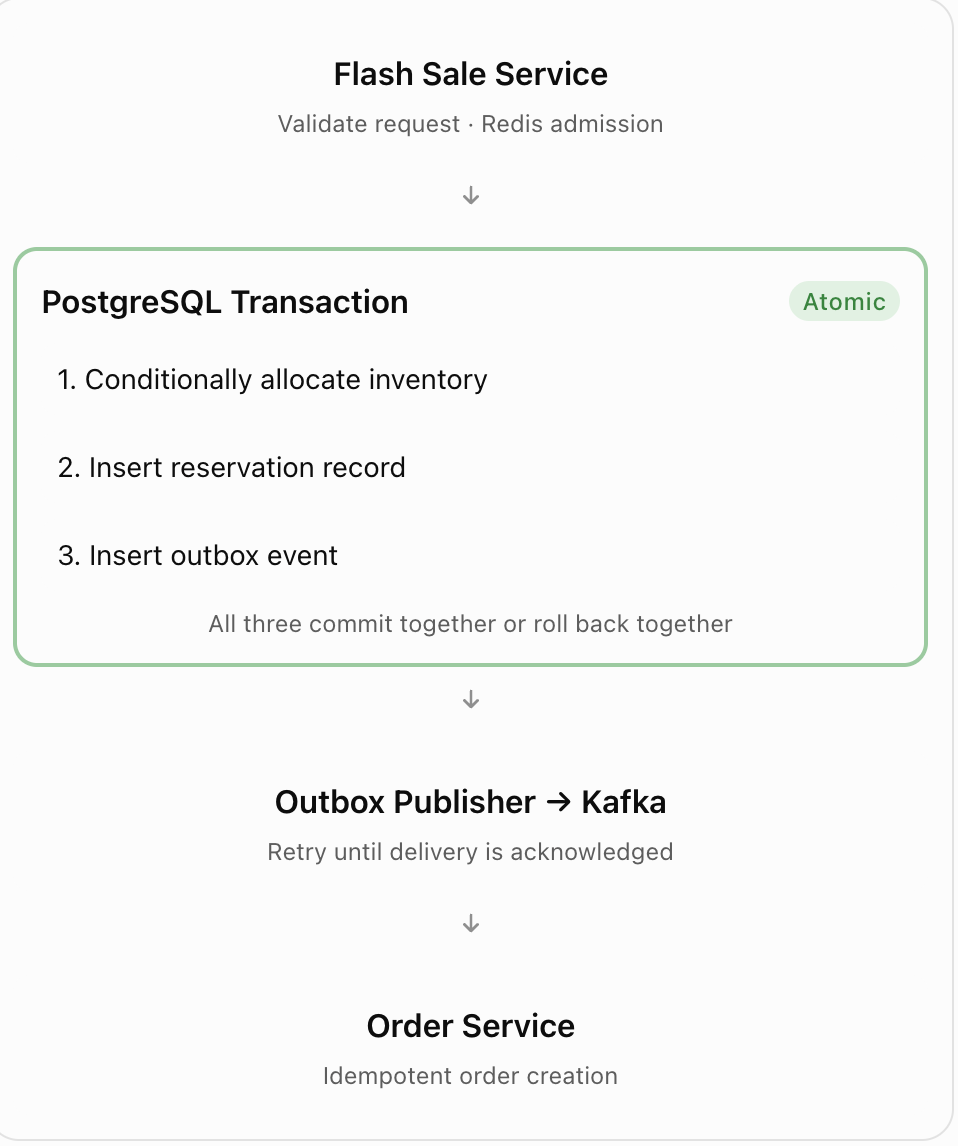 Flash Sale Service
Validate request · Redis admission
↓
PostgreSQL Transaction
Atomic
1. Conditionally allocate inventory
2. Insert reservation record
3. Insert outbox event
All three commit together or roll back together
↓
Outbox Publisher → Kafka
Retry until delivery is acknowledged
↓
Order Service
Idempotent order creation